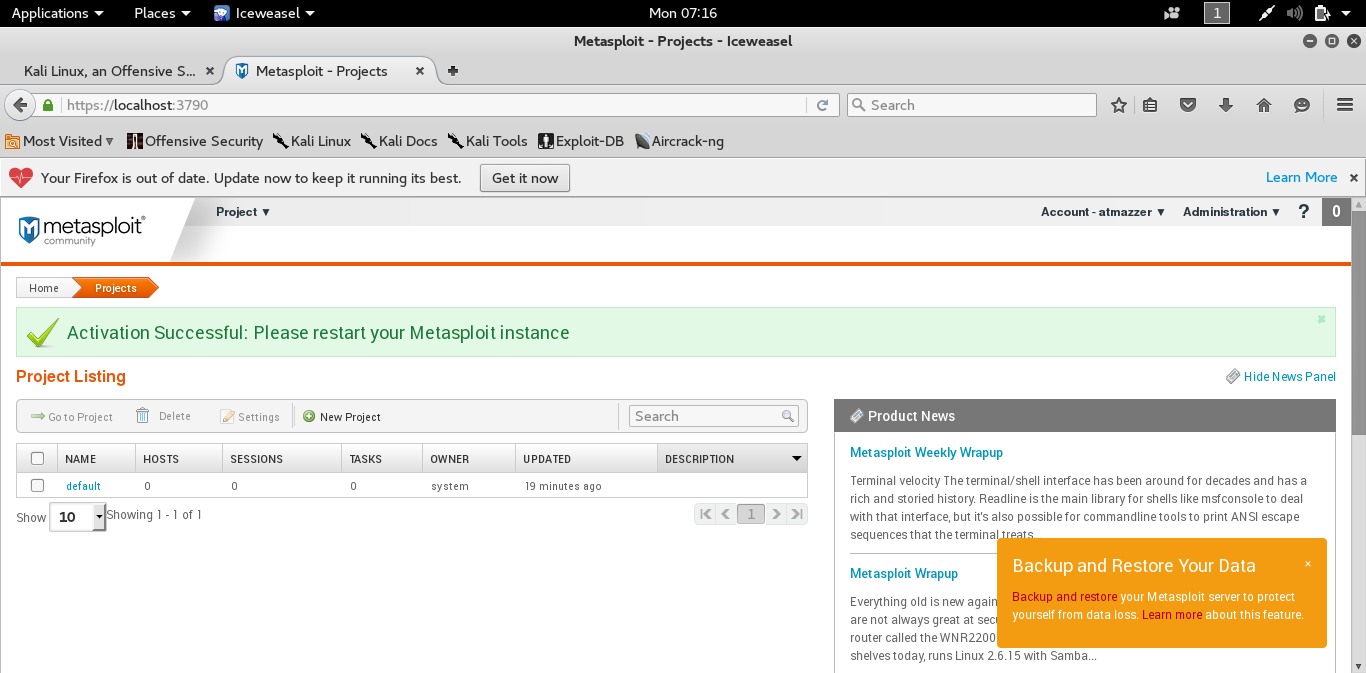 Applications Places Iceweasel Mon 07:16 1
Metasploit - Projects - Iceweasel
Kali Linux, an Offensive S... Metasploit - Projects
https://localhost:3790 Search
Most Visited Offensive Security Kali Linux Kali Docs Kali Tools Exploit-DB Aircrack-ng
Your Firefox is out of date. Update now to keep it running its best. Get it now Learn More
metasploit®
community
Project ▼ Account - atmazzer ▼ Administration ▼ ? 0
Home Projects
Activation Successful: Please restart your Metasploit instance
Project Listing
Hide News Panel
Go to Project Delete Settings New Project Search
NAME HOSTS SESSIONS TASKS OWNER UPDATED DESCRIPTION
default 0 0 0 system 19 minutes ago
Show 10 Showing 1 - 1 of 1 1
Product News
Metasploit Weekly Wrapup
Terminal velocity The terminal/shell interface has been around for decades and has a
rich and storied history. Readline is the main library for shells like msfconsole to deal
with that interface, but it's also possible for commandline tools to print ANSI escape
sequences that the terminal treats...
Metasploit Wrapup
Everything old is new again
are not always great at
router called the WNR2200
shelves today, runs Linux 2.6.15 with Samba...
Backup and Restore Your Data ×
Backup and restore your Metasploit server to protect
yourself from data loss. Learn more about this feature.